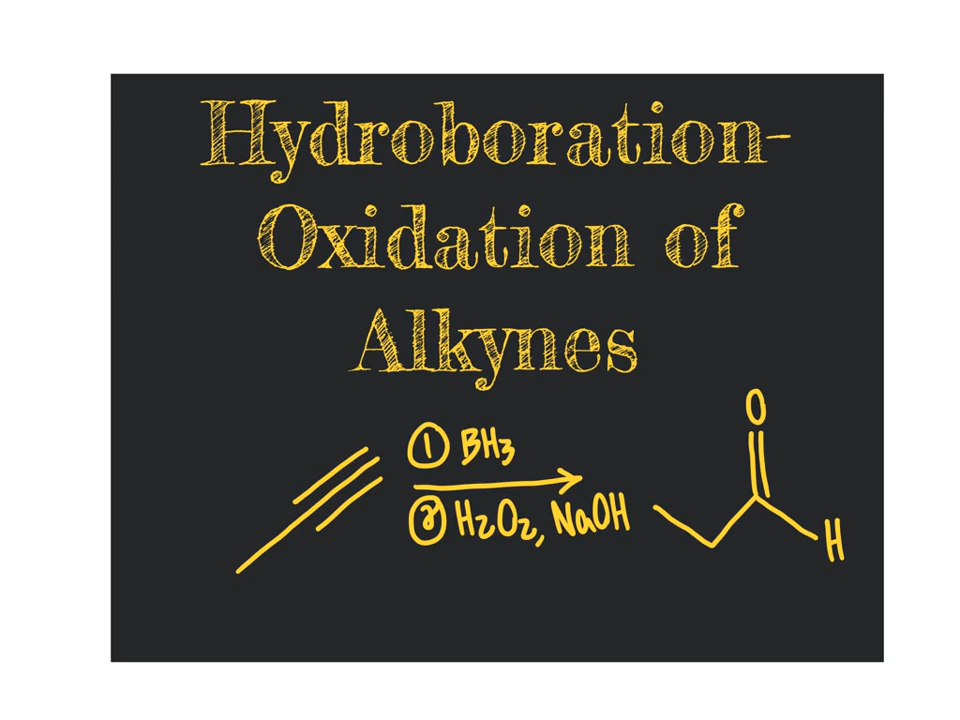 Hydroboration-
Oxidation of
Alkynes
① BH₃
② H₂O₂, NaOH
O
H